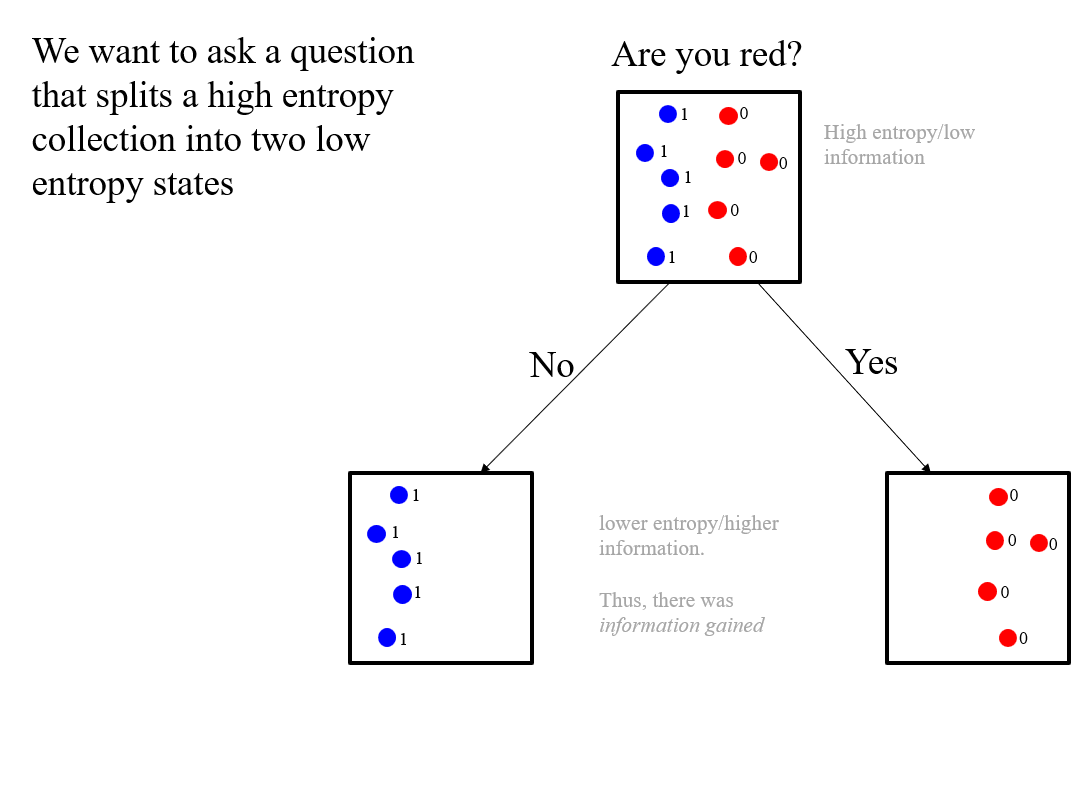 We want to ask a question
that splits a high entropy
collection into two low
entropy states
Are you red?
1 0
1 0 0
1
1 0
1 0
High entropy/low
information
No
Yes
1
1
1
1
1
lower entropy/higher
information.
Thus, there was
information gained
0
0 0
0
0